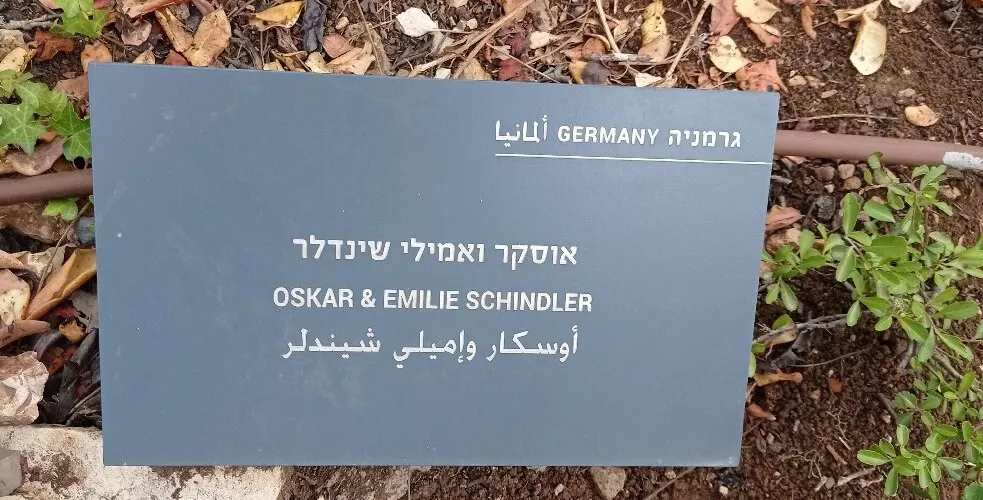 גרמניה GERMANY ألمانيا
אוסקר ואמילי שינדלר
OSKAR & EMILIE SCHINDLER
أوسكار وإميلي شيندلر